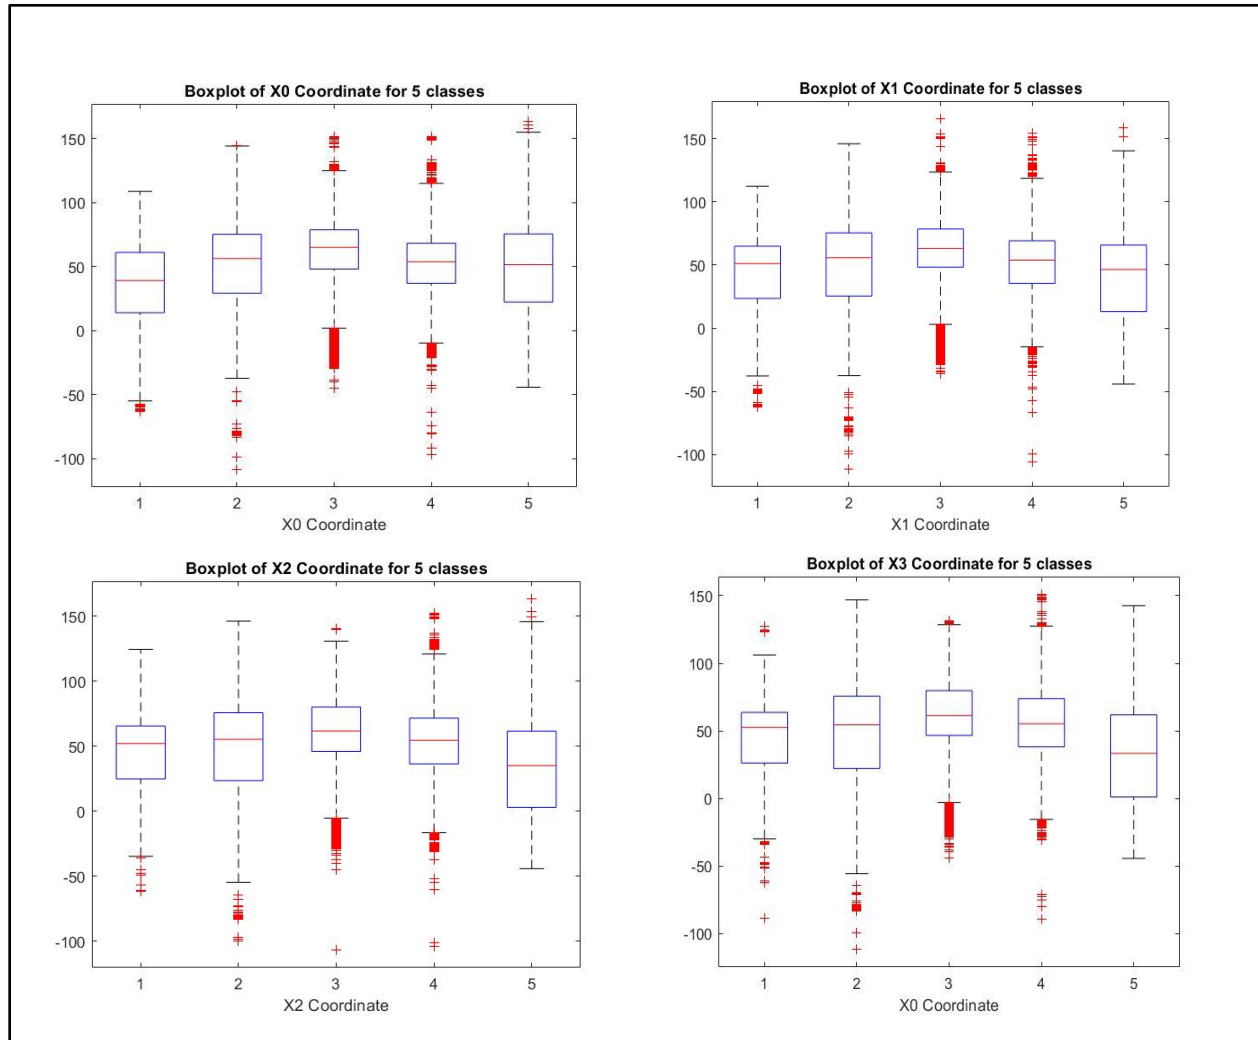 Boxplot of X0 Coordinate for 5 classes
150
100
50
0
-50
-100
1 2 3 4 5
X0 Coordinate
Boxplot of X1 Coordinate for 5 classes
150
100
50
0
-50
-100
1 2 3 4 5
X1 Coordinate
Boxplot of X2 Coordinate for 5 classes
150
100
50
0
-50
-100
1 2 3 4 5
X2 Coordinate
Boxplot of X3 Coordinate for 5 classes
150
100
50
0
-50
-100
1 2 3 4 5
X0 Coordinate